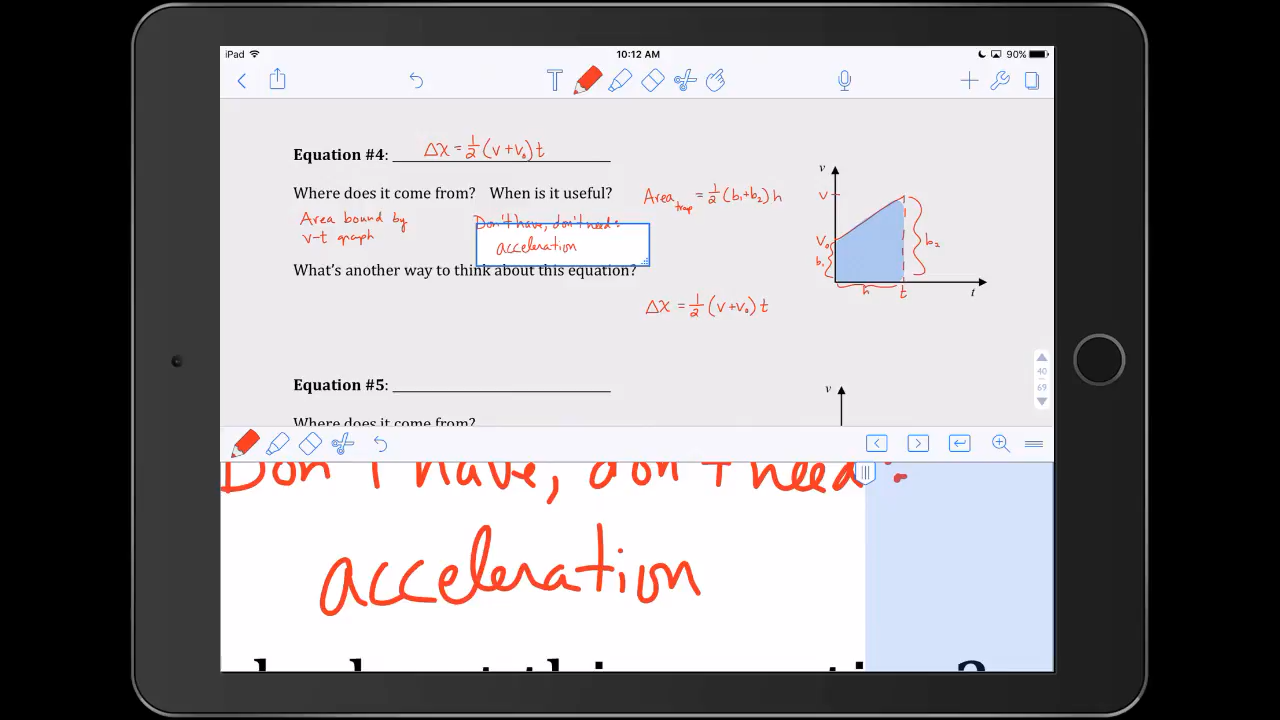 iPad 10:12 AM 90%
T
Equation #4: Δx = 1/2 (v + v₀) t
Where does it come from? When is it useful?
Area bound by
v-t graph
Don't have, don't need:
acceleration
Area trap = 1/2 (b₁+b₂) h
What's another way to think about this equation?
Δx = 1/2 (v+v₀) t
v
v
v₀
b₁
b₂
h
t
t
40
69
Equation #5:
v
Where does it come from?
Don't have, don't need:
acceleration